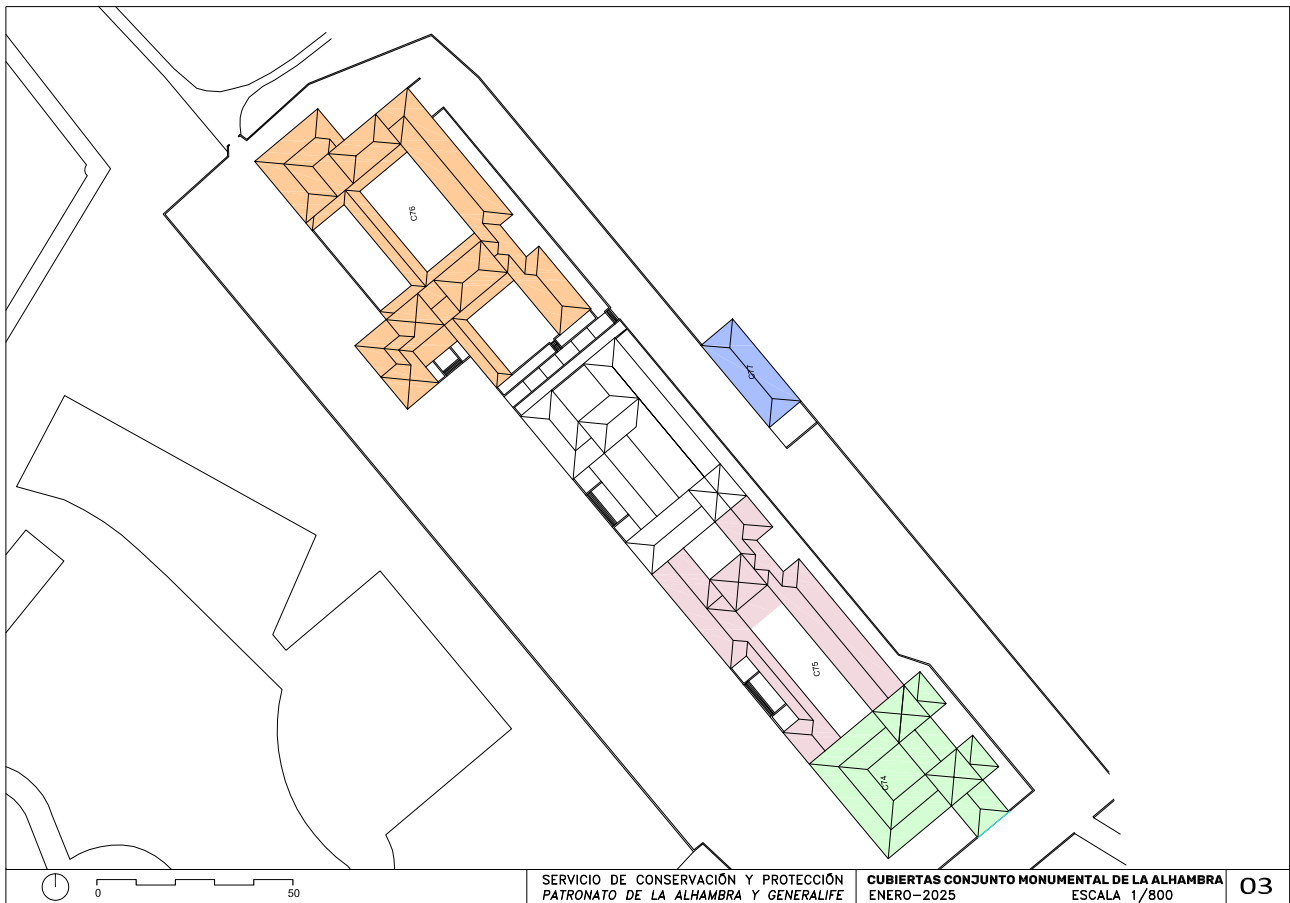 C76
C77
C75
C74
0 50
SERVICIO DE CONSERVACIÓN Y PROTECCIÓN
PATRONATO DE LA ALHAMBRA Y GENERALIFE
CUBIERTAS CONJUNTO MONUMENTAL DE LA ALHAMBRA
ENERO-2025 ESCALA 1/800
03